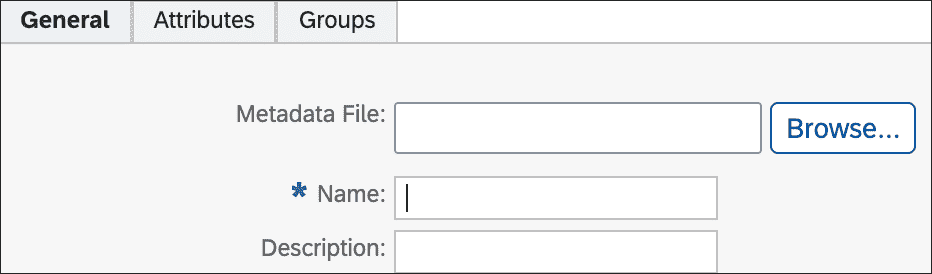 General Attributes Groups
Metadata File: Browse...
* Name:
Description: